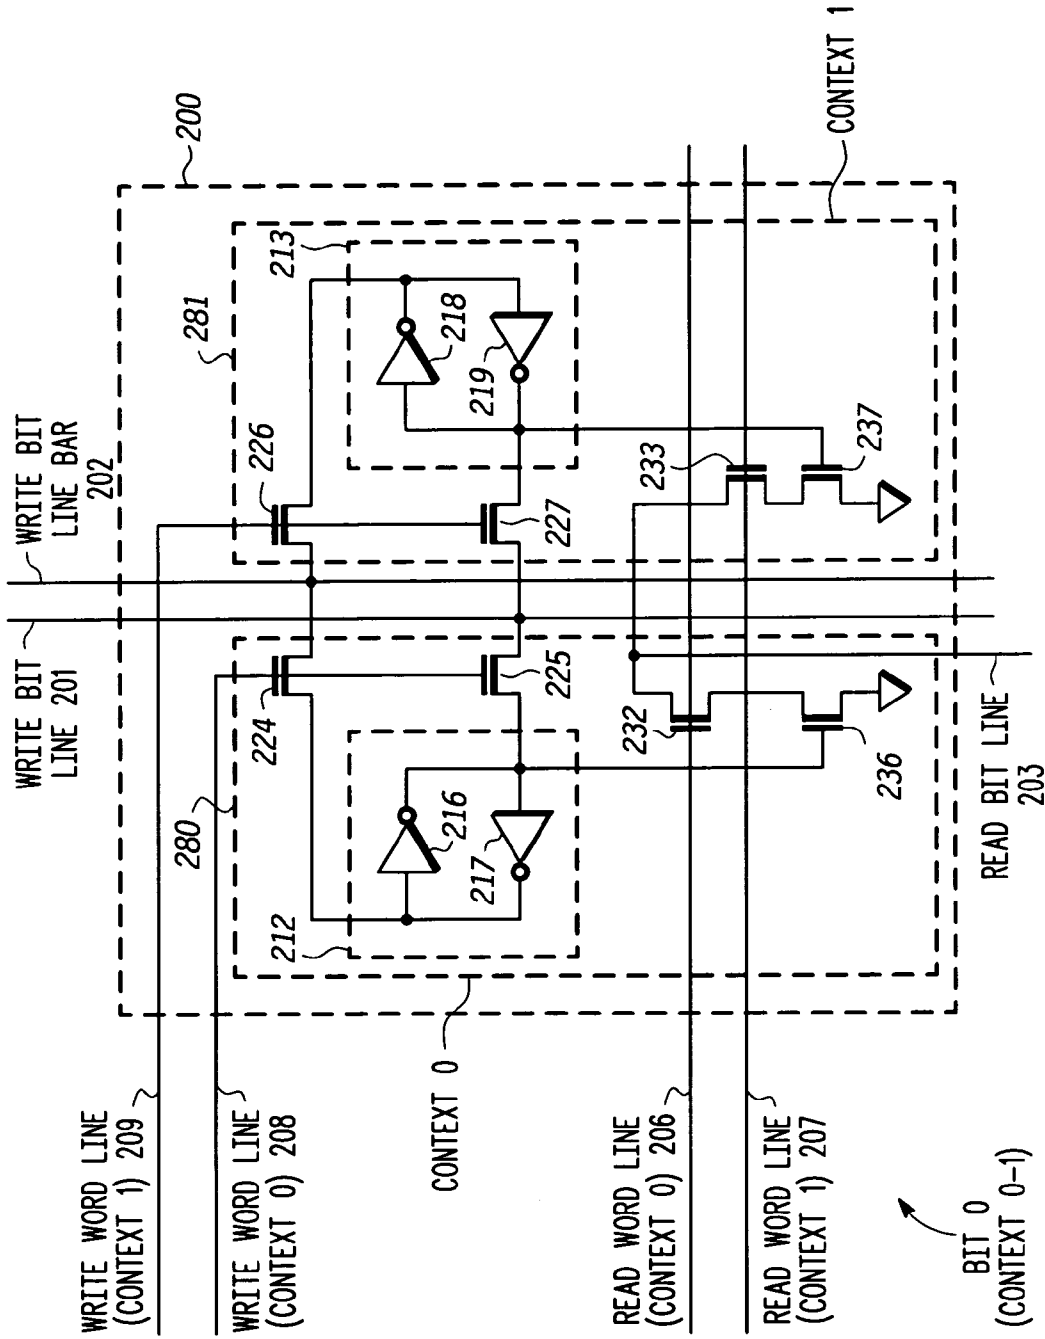 WRITE BIT
LINE 201
WRITE BIT
LINE BAR
202
200
281
226
213
218
219
227
233
237
CONTEXT 1
280
224
225
212
216
217
232
236
READ BIT LINE
203
CONTEXT 0
WRITE WORD LINE
(CONTEXT 1) 209
WRITE WORD LINE
(CONTEXT 0) 208
READ WORD LINE
(CONTEXT 0) 206
READ WORD LINE
(CONTEXT 1) 207
BIT 0
(CONTEXT 0-1)